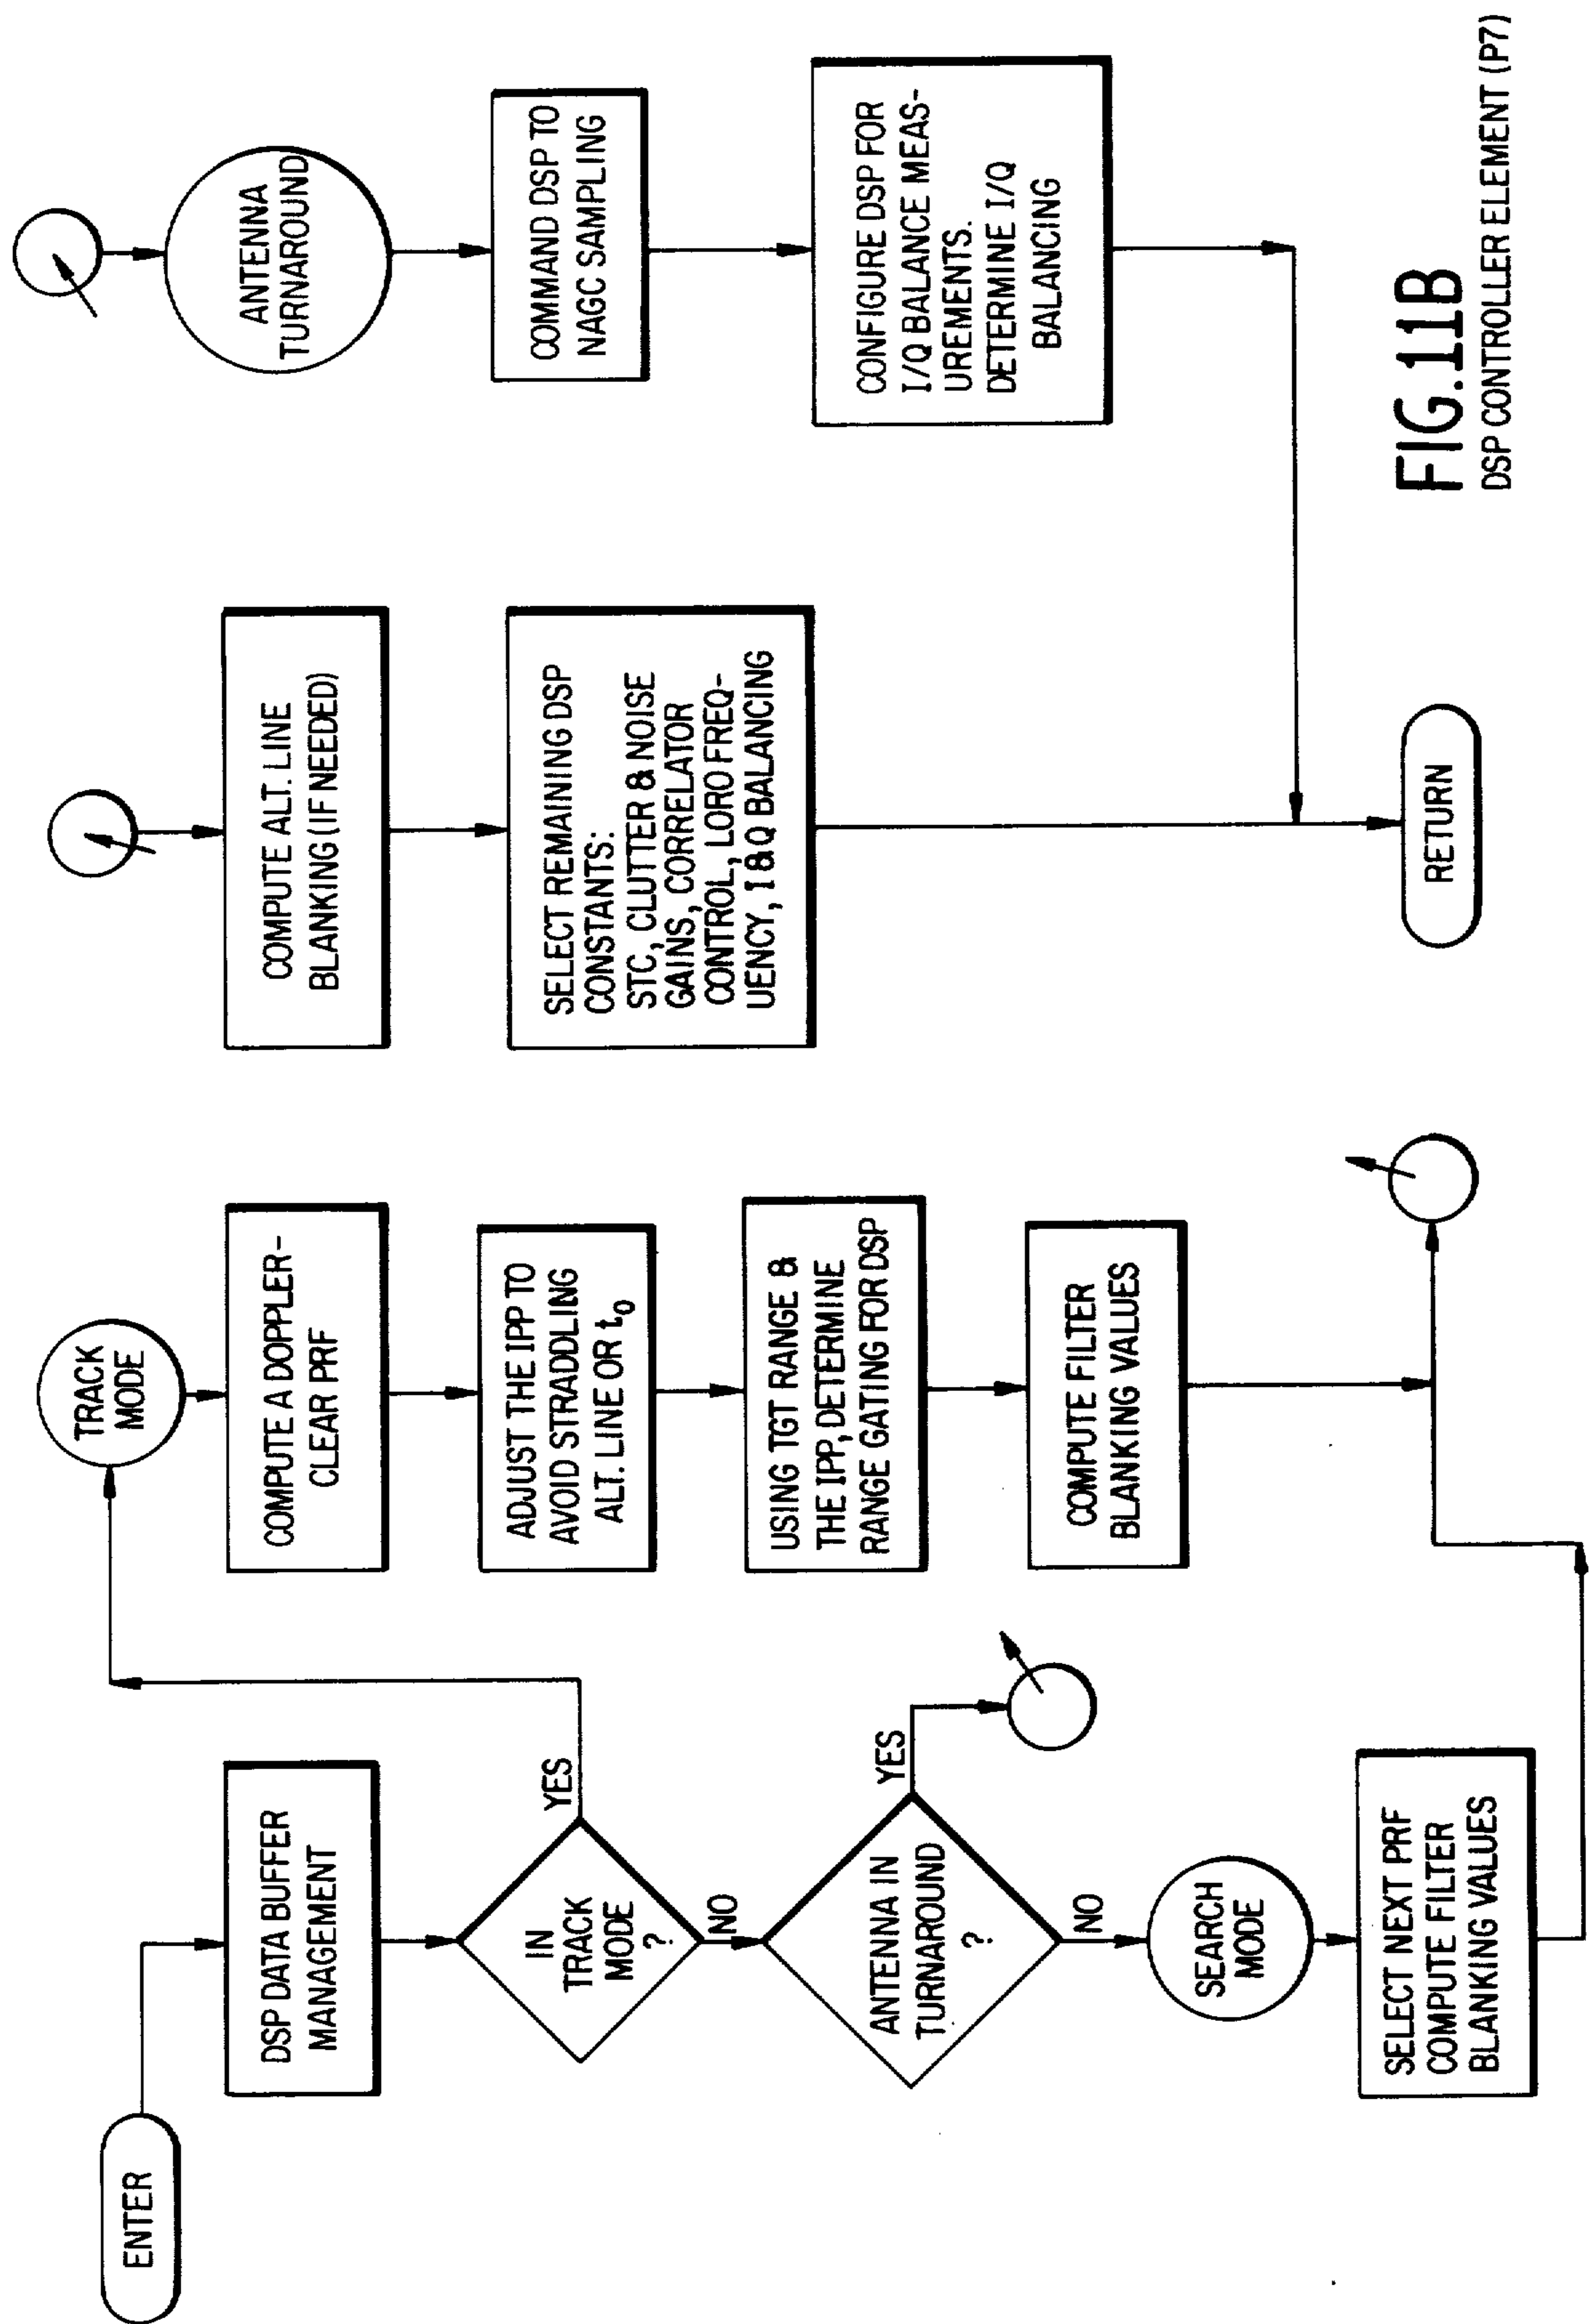 ENTER
DSP DATA BUFFER
MANAGEMENT
IN
TRACK
MODE
?
YES
NO
ANTENNA IN
TURNAROUND
?
YES
NO
SEARCH
MODE
SELECT NEXT PRF
COMPUTE FILTER
BLANKING VALUES
TRACK
MODE
COMPUTE A DOPPLER-
CLEAR PRF
ADJUST THE IPP TO
AVOID STRADDLING
ALT. LINE OR t₀
USING TGT RANGE &
THE IPP, DETERMINE
RANGE GATING FOR DSP
COMPUTE FILTER
BLANKING VALUES
COMPUTE ALT. LINE
BLANKING (IF NEEDED)
SELECT REMAINING DSP
CONSTANTS:
STC, CLUTTER & NOISE
GAINS, CORRELATOR
CONTROL, LORO FREQ-
UENCY, I & Q BALANCING
RETURN
ANTENNA
TURNAROUND
COMMAND DSP TO
NAGC SAMPLING
CONFIGURE DSP FOR
I/Q BALANCE MEAS-
UREMENTS.
DETERMINE I/Q
BALANCING
FIG.11B
DSP CONTROLLER ELEMENT (P7)